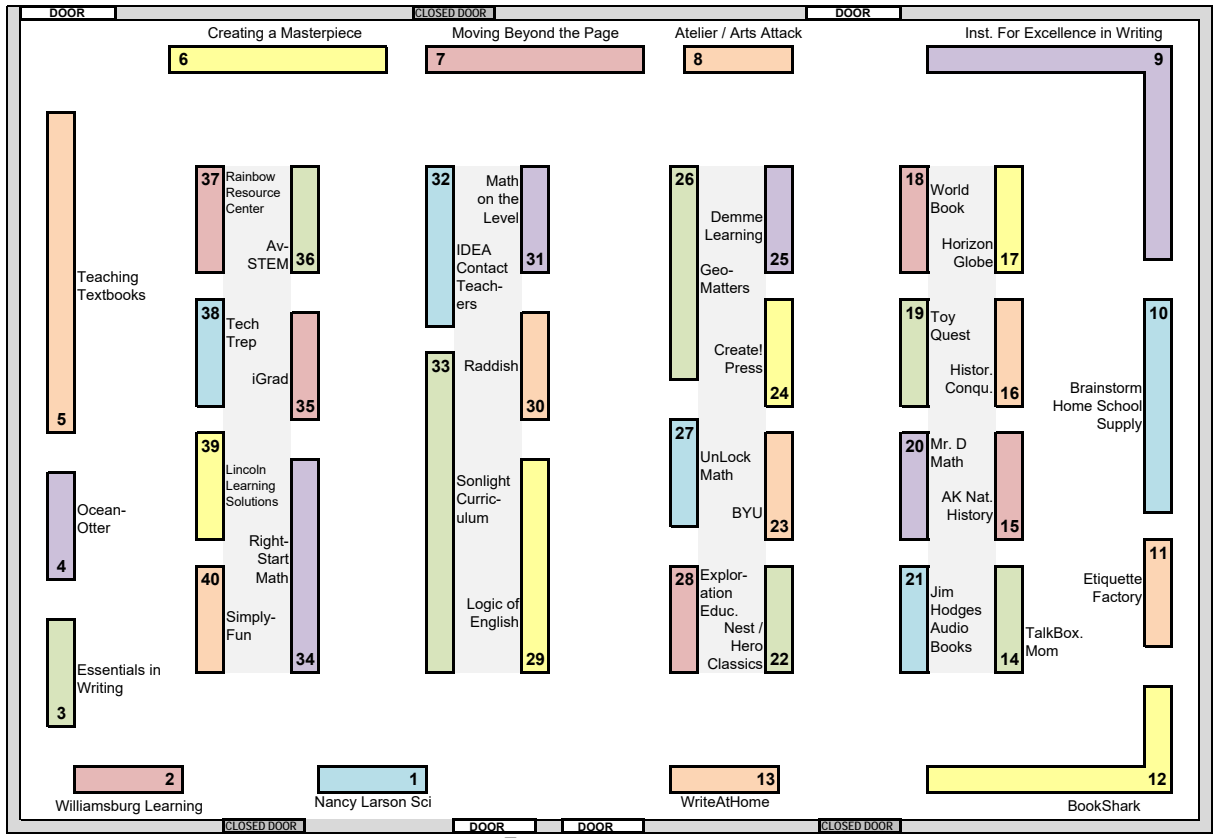 DOOR
CLOSED DOOR
DOOR
Creating a Masterpiece
6
Moving Beyond the Page
7
Atelier / Arts Attack
8
Inst. For Excellence in Writing
9
Teaching
Textbooks
5
Ocean-
Otter
4
Essentials in
Writing
3
37
Rainbow
Resource
Center
Av-
STEM
36
38
Tech
Trep
iGrad
35
39
Lincoln
Learning
Solutions
Right-
Start
Math
34
40
Simply-
Fun
32
IDEA
Contact
Teach-
ers
Math
on the
Level
31
33
Sonlight
Curric-
ulum
Raddish
30
Logic of
English
29
26
Geo-
Matters
Demme
Learning
25
Create!
Press
24
27
UnLock
Math
BYU
23
28
Explor-
ation
Educ.
Nest /
Hero
Classics
22
18
World
Book
Horizon
Globe
17
19
Toy
Quest
Histor.
Conqu.
16
20
Mr. D
Math
AK Nat.
History
15
21
Jim
Hodges
Audio
Books
14
TalkBox.
Mom
10
Brainstorm
Home School
Supply
11
Etiquette
Factory
2
Williamsburg Learning
1
Nancy Larson Sci
13
WriteAtHome
12
BookShark
CLOSED DOOR
DOOR
DOOR
CLOSED DOOR